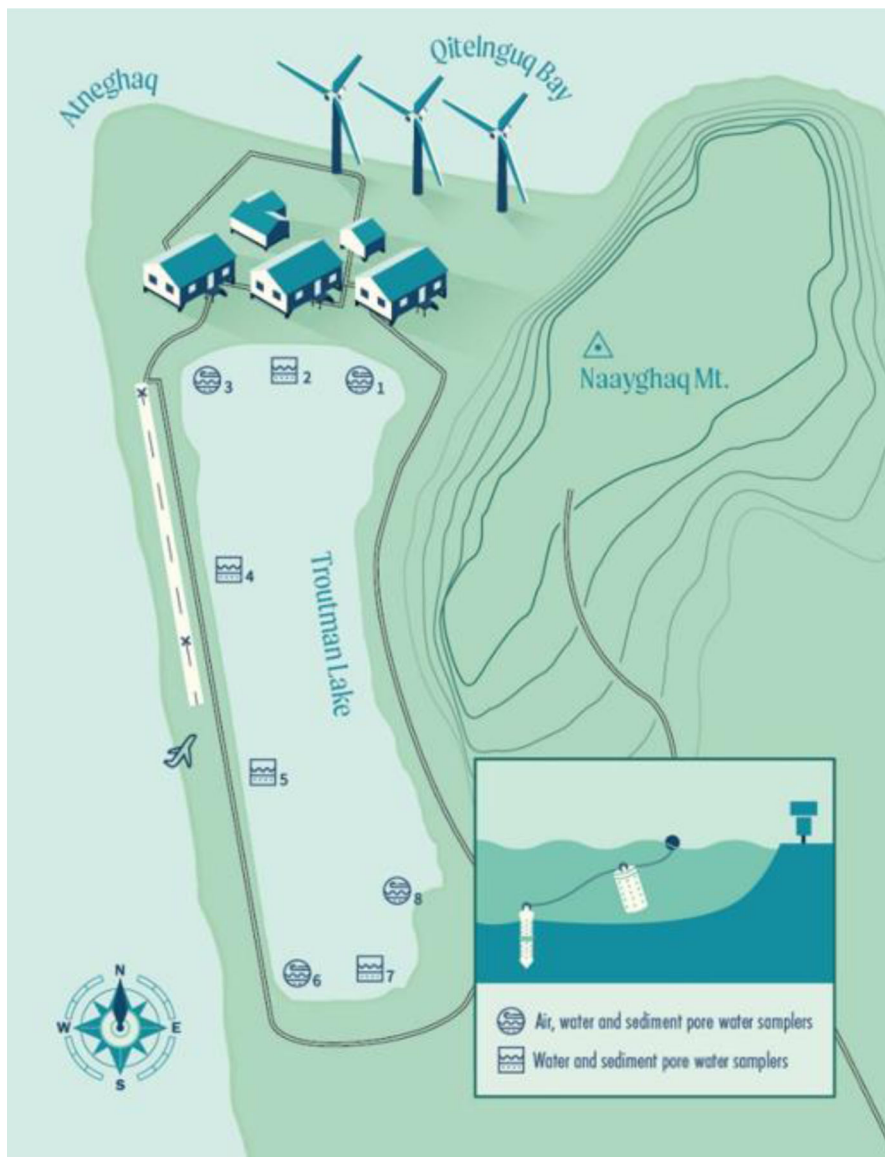 Atneghaq
Qitelnguq Bay
Naayghaq Mt.
3
2
1
4
Troutman Lake
5
8
6
7
N
W
E
S
Air, water and sediment pore water samplers
Water and sediment pore water samplers